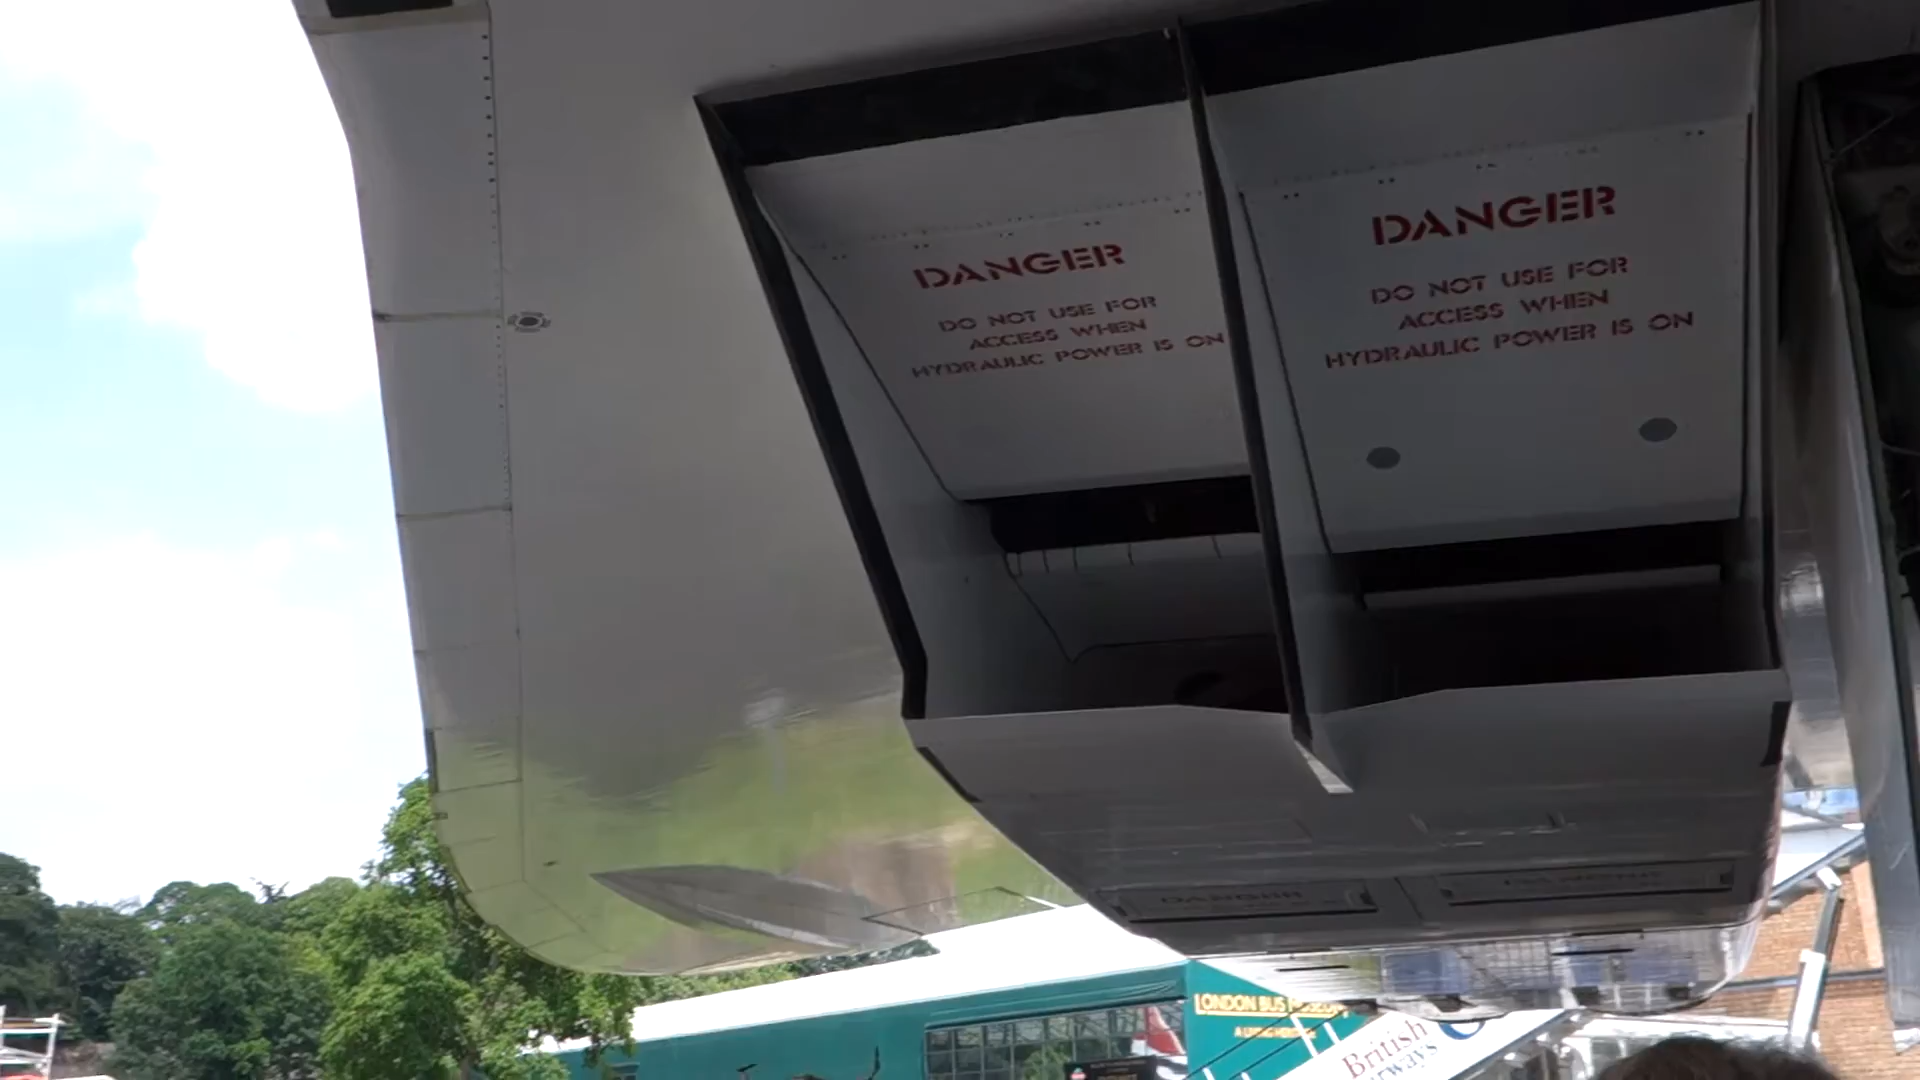 DANGER
DO NOT USE FOR
ACCESS WHEN
HYDRAULIC POWER IS ON
DANGER
DO NOT USE FOR
ACCESS WHEN
HYDRAULIC POWER IS ON
DANGER
LONDON BUS MUSEUM
British